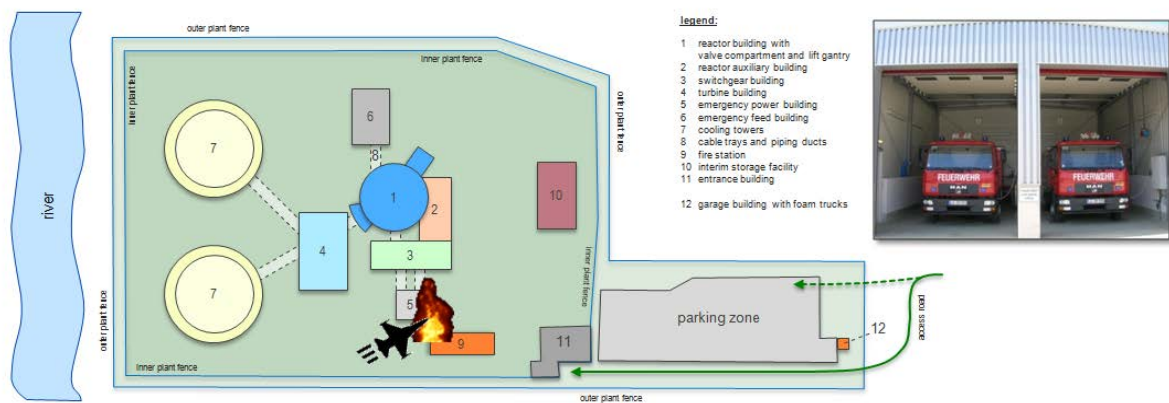 outer plant fence
Inner plant fence
Inner plant fence
outer plant fence
river
7
6
8
1
2
10
4
3
7
5
9
11
Inner plant fence
outer plant fence
Inner plant fence
outer plant fence
parking zone
12
access road
legend:
1 reactor building with
valve compartment and lift gantry
2 reactor auxiliary building
3 switchgear building
4 turbine building
5 emergency power building
6 emergency feed building
7 cooling towers
8 cable trays and piping ducts
9 fire station
10 interim storage facility
11 entrance building
12 garage building with foam trucks
FEUERWEHR
MAN
FEUERWEHR
MAN